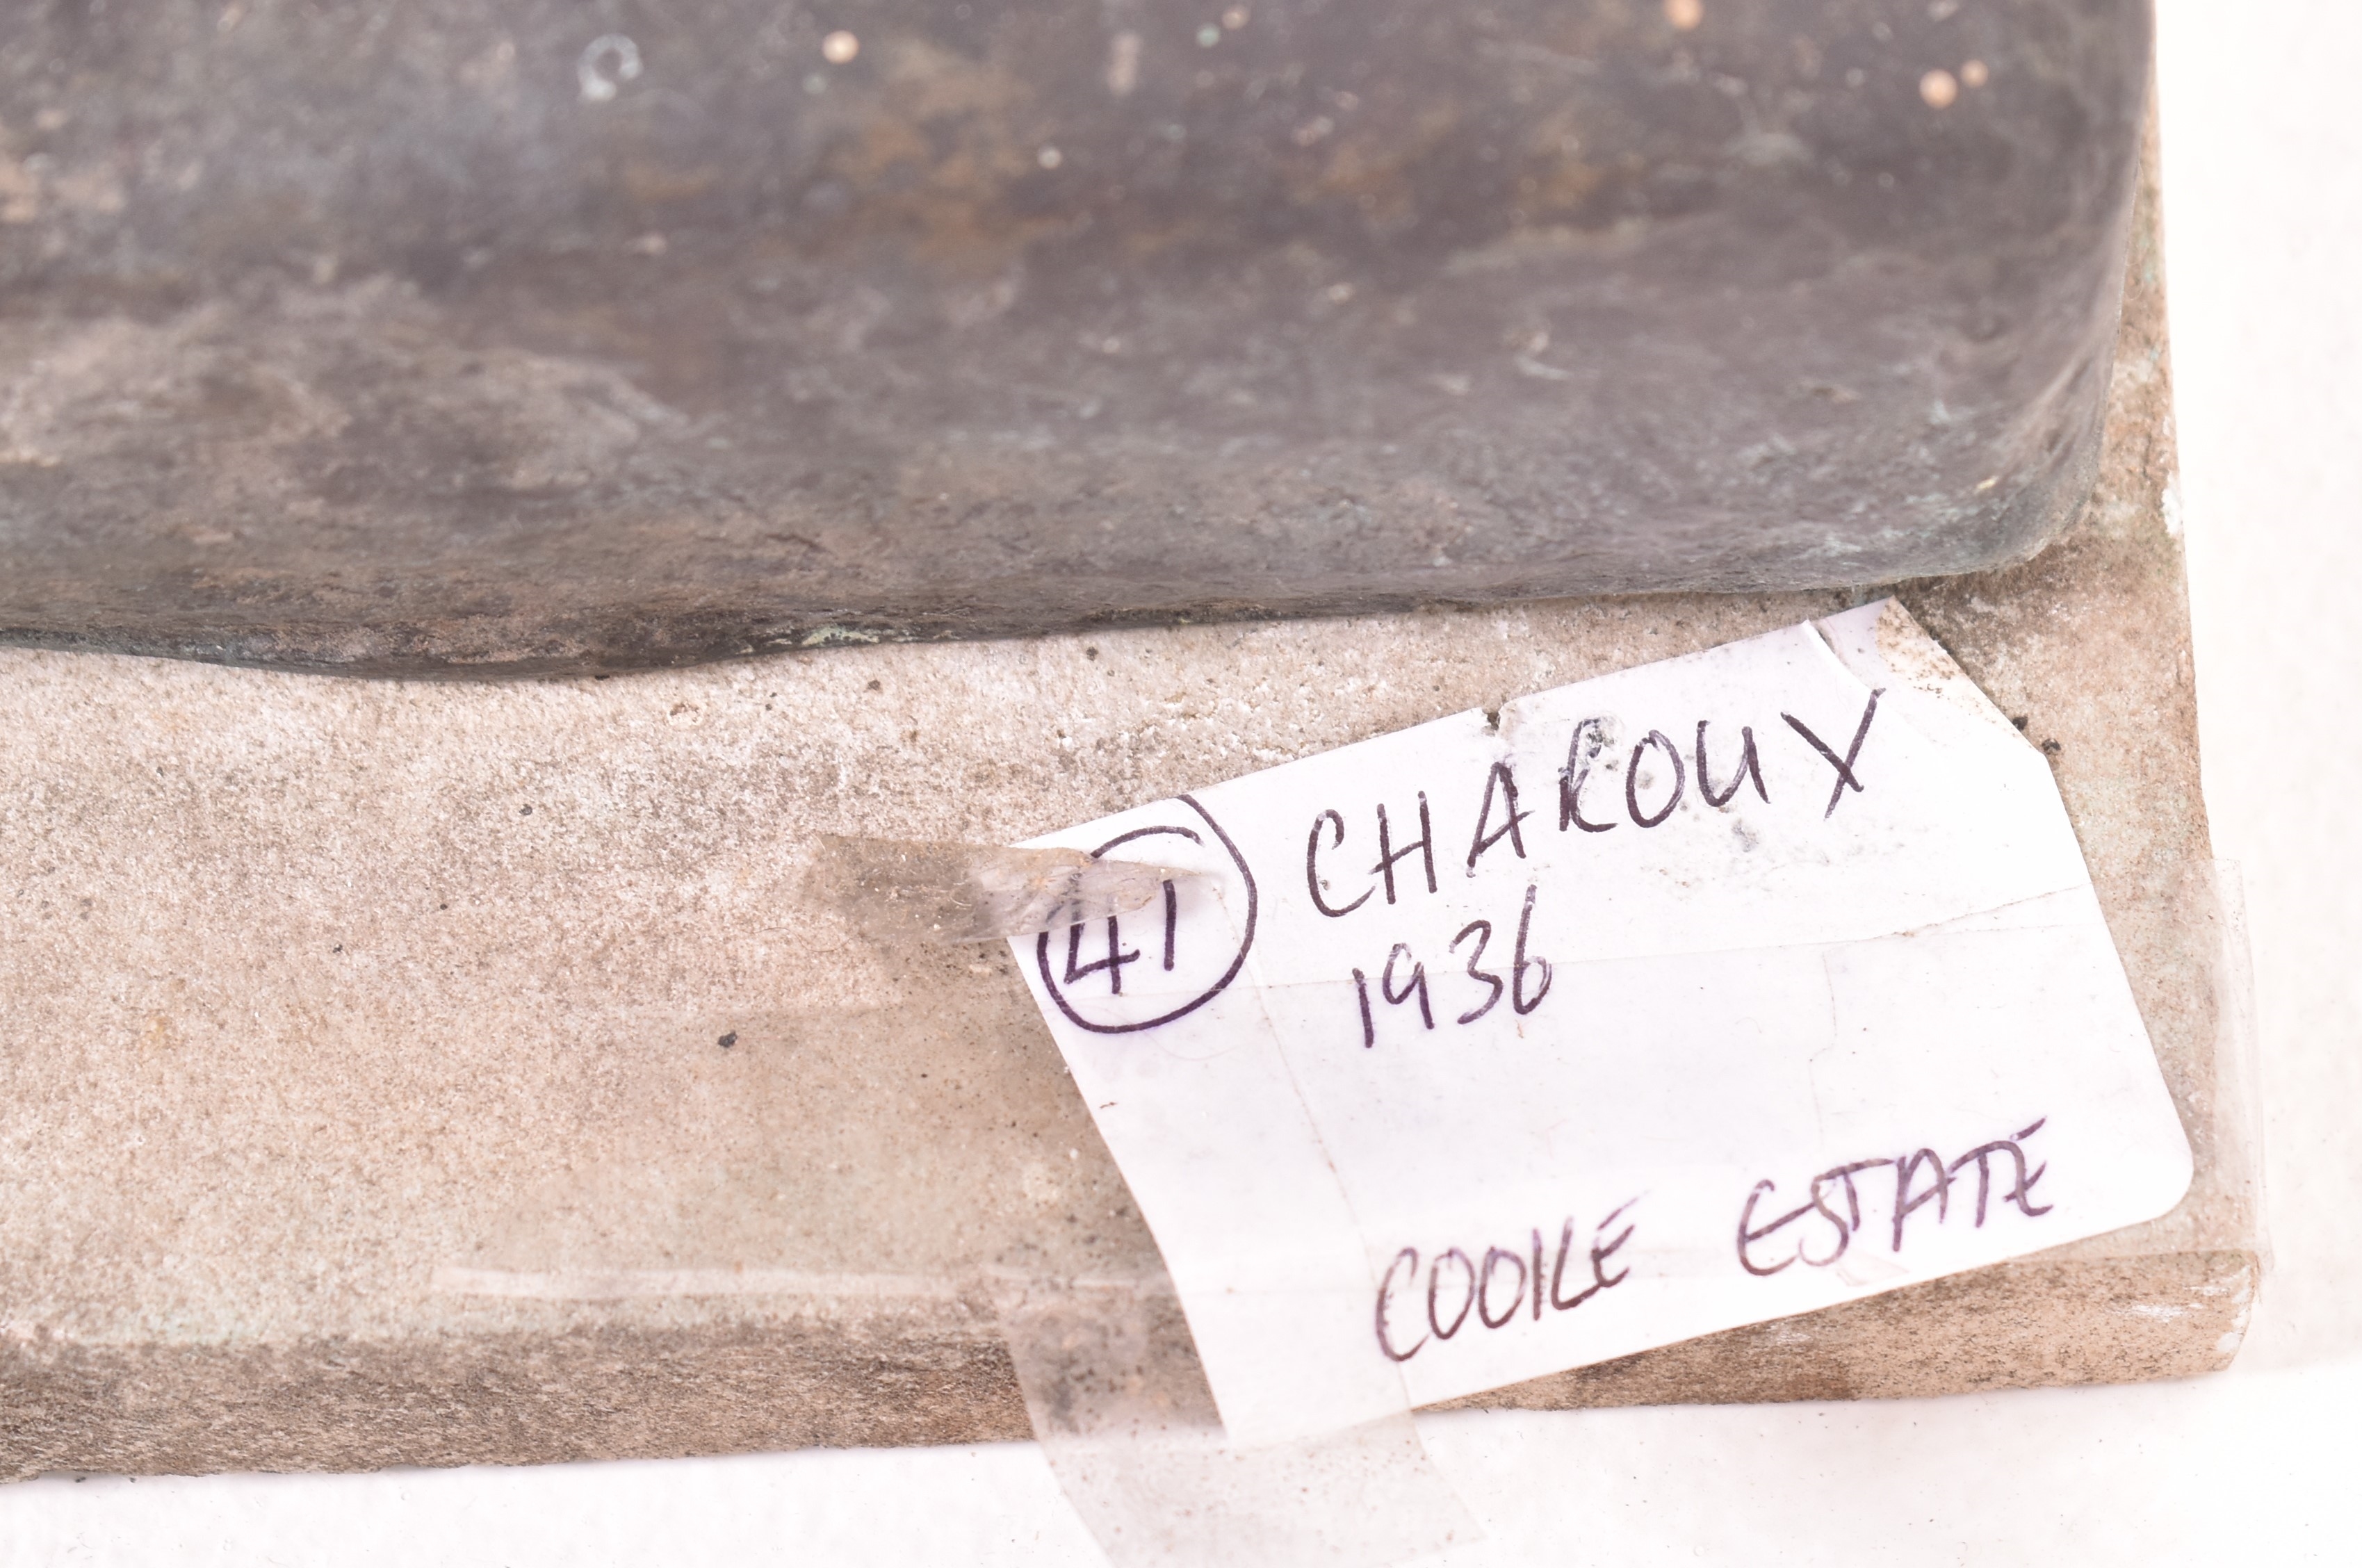 41
CHAROUX
1936
COOKE ESTATE